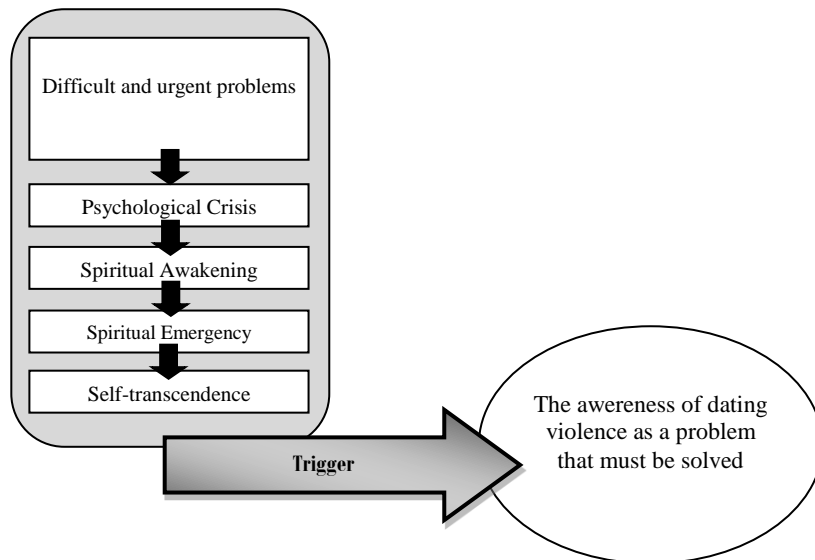 Difficult and urgent problems
Psychological Crisis
Spiritual Awakening
Spiritual Emergency
Self-transcendence
Trigger
The awereness of dating
violence as a problem
that must be solved